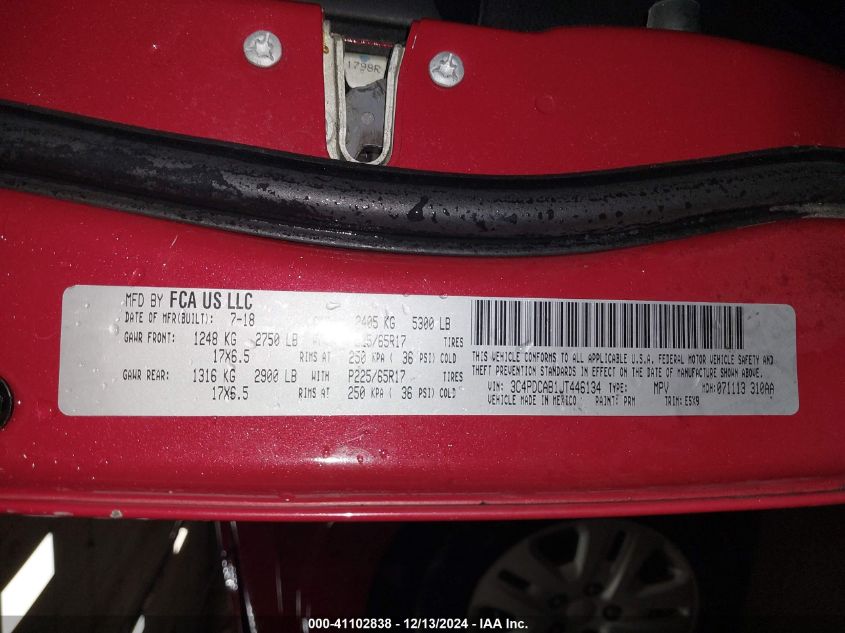 1798R
MFD BY FCA US LLC
DATE OF MFR(BUILT): 7-18 2405 KG 5300 LB
GAWR FRONT: 1248 KG 2750 LB /65R17 TIRES
17X6.5 RIMS AT 250 KPA ( 36 PSI) COLD
GAWR REAR: 1316 KG 2900 LB WITH P225/65R17 TIRES
17X6.5 RIMS AT 250 KPA ( 36 PSI) COLD
THIS VEHICLE CONFORMS TO ALL APPLICABLE U.S.A. FEDERAL MOTOR VEHICLE SAFETY AND
THEFT PREVENTION STANDARDS IN EFFECT ON THE DATE OF MANUFACTURE SHOWN ABOVE
VIN: 3C4PDCAB1JT446134 TYPE: MPV MDH: 071113 310AA
VEHICLE MADE IN MEXICO PAINT: PRM TRIM: E5X9
000-41102838 - 12/13/2024 - IAA Inc.